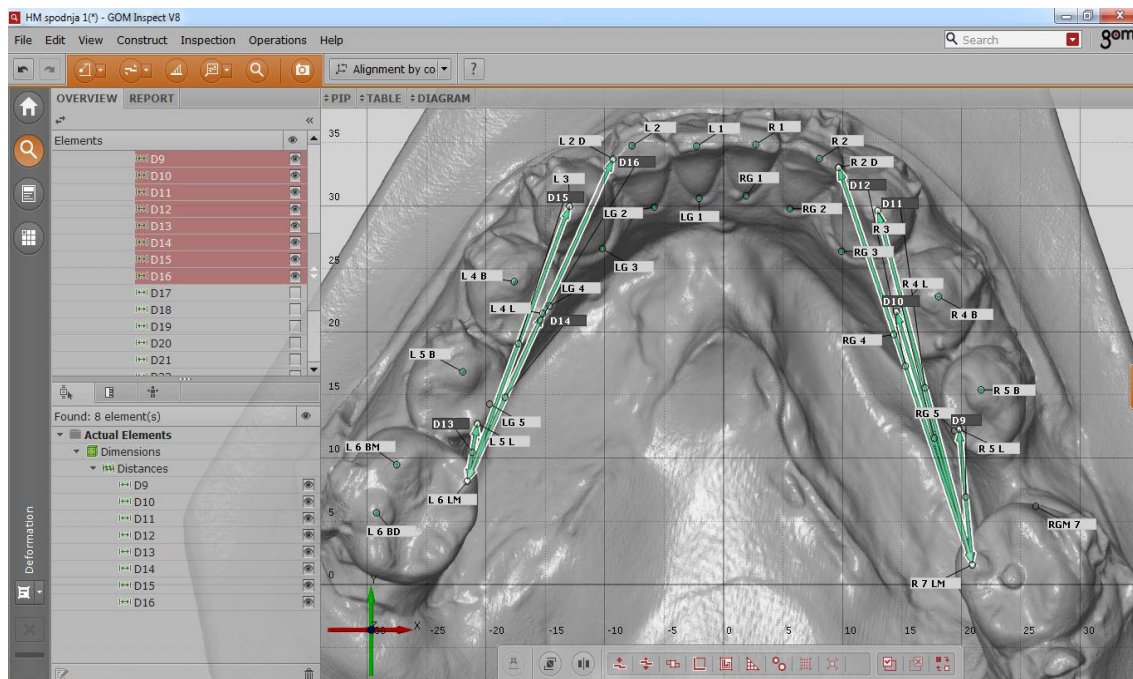 HM spodnja 1(*) - GOM Inspect V8
File Edit View Construct Inspection Operations Help
Search
gom
Alignment by co
?
OVERVIEW REPORT
PIP TABLE DIAGRAM
Elements
D9
D10
D11
D12
D13
D14
D15
D16
D17
D18
D19
D20
D21
Found: 8 element(s)
Actual Elements
Dimensions
Distances
D9
D10
D11
D12
D13
D14
D15
D16
Deformation
35
30
25
20
15
10
5
0
L 2 D
L 2
L 1
R 1
R 2
D16
R 2 D
L 3
D15
RG 1
D12
D11
LG 2
LG 1
RG 2
R 3
LG 3
RG 3
L 4 B
LG 4
R 4 L
L 4 L
D14
D10
R 4 B
RG 4
L 5 B
R 5 B
D13
LG 5
RG 5
D9
L 5 L
R 5 L
L 6 BM
L 6 LM
L 6 BD
RGM 7
R 7 LM
Y
Z
X
-25 -20 -15 -10 -5 0 5 10 15 20 25 30